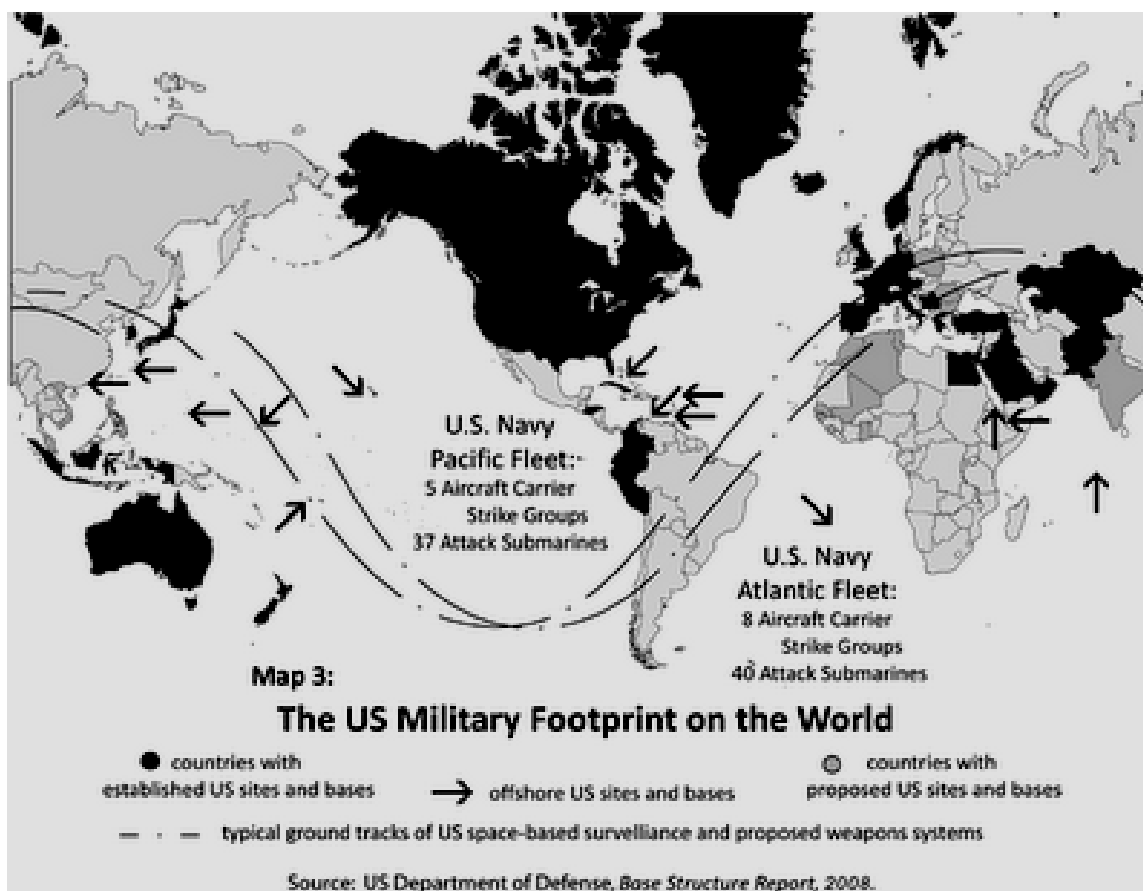 U.S. Navy
Pacific Fleet:-
5 Aircraft Carrier
Strike Groups
37 Attack Submarines
U.S. Navy
Atlantic Fleet:
8 Aircraft Carrier
Strike Groups
40 Attack Submarines
Map 3:
The US Military Footprint on the World
countries with
established US sites and bases
offshore US sites and bases
countries with
proposed US sites and bases
typical ground tracks of US space-based survelliance and proposed weapons systems
Source: US Department of Defense, Base Structure Report, 2008.